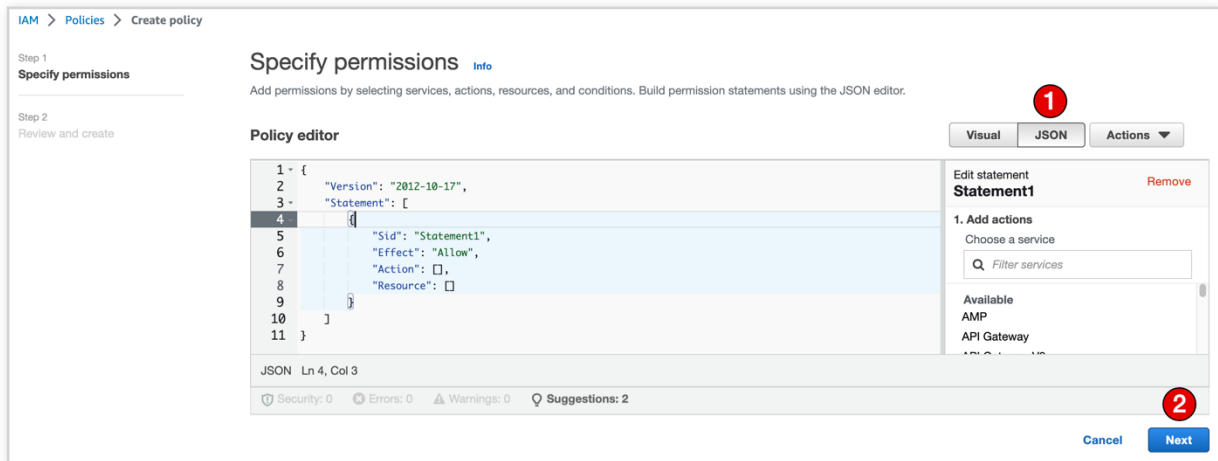 IAM > Policies > Create policy
Step 1
Specify permissions
Step 2
Review and create
Specify permissions Info
Add permissions by selecting services, actions, resources, and conditions. Build permission statements using the JSON editor.
1
Policy editor
Visual JSON Actions
1 {
2 "Version": "2012-10-17",
3 "Statement": [
4 {
5 "Sid": "Statement1",
6 "Effect": "Allow",
7 "Action": [],
8 "Resource": []
9 }
10 ]
11 }
Edit statement
Statement1
Remove
1. Add actions
Choose a service
Filter services
Available
AMP
API Gateway
JSON Ln 4, Col 3
Security: 0 Errors: 0 Warnings: 0 Suggestions: 2
2
Cancel Next